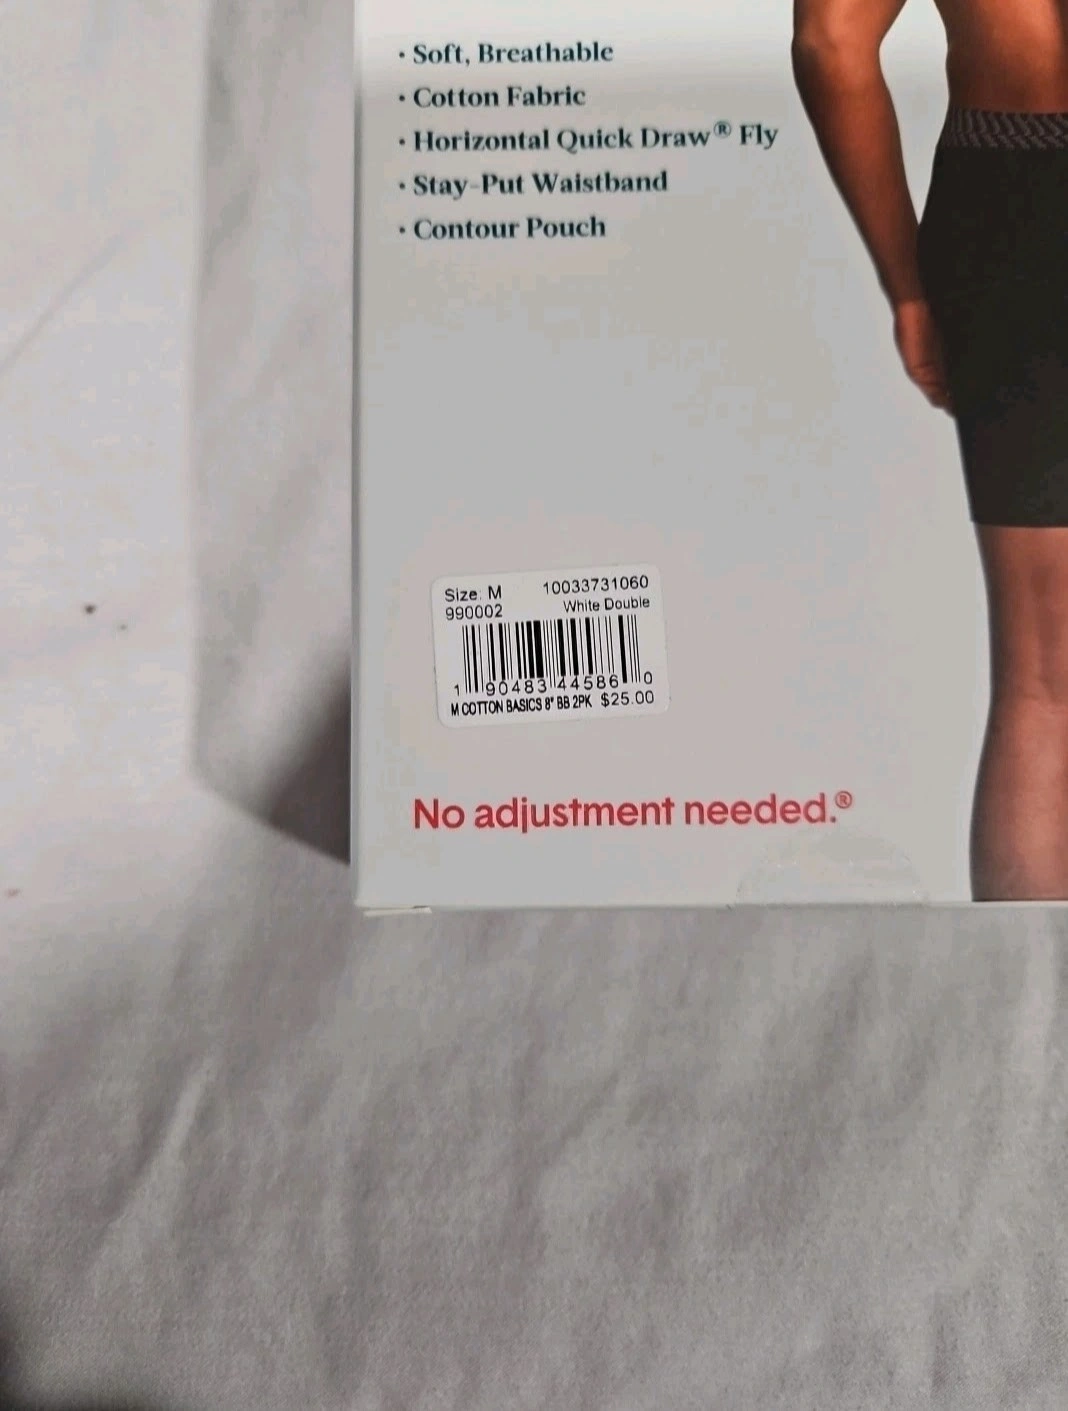 • Soft, Breathable
• Cotton Fabric
• Horizontal Quick Draw® Fly
• Stay-Put Waistband
• Contour Pouch
Size: M 10033731060
990002 White Double
1 90483 44586 0
M COTTON BASICS 8" BB 2PK $25.00
No adjustment needed.®